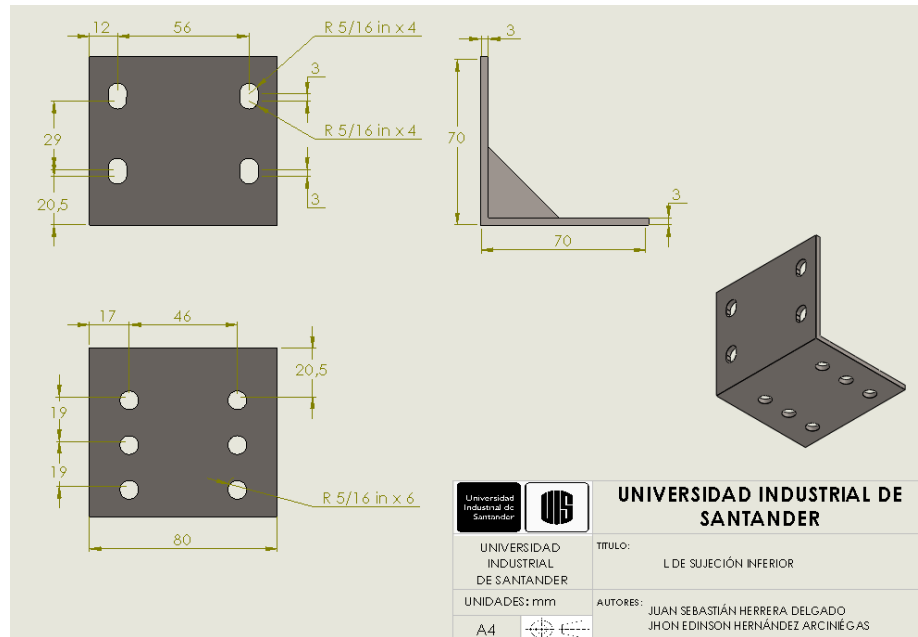 12
56
R 5/16 in x 4
3
R 5/16 in x 4
29
20,5
3
3
70
3
70
17
46
20,5
19
19
R 5/16 in x 6
80
Universidad
Industrial de
Santander
UIS
UNIVERSIDAD INDUSTRIAL DE
SANTANDER
UNIVERSIDAD
INDUSTRIAL
DE SANTANDER
TITULO:
L DE SUJECIÓN INFERIOR
UNIDADES: mm
AUTORES:
JUAN SEBASTIÁN HERRERA DELGADO
JHON EDINSON HERNÁNDEZ ARCINIÉGAS
A4